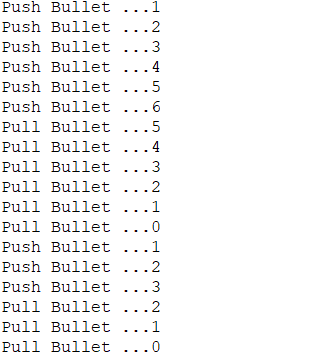 Push Bullet ...1
Push Bullet ...2
Push Bullet ...3
Push Bullet ...4
Push Bullet ...5
Push Bullet ...6
Pull Bullet ...5
Pull Bullet ...4
Pull Bullet ...3
Pull Bullet ...2
Pull Bullet ...1
Pull Bullet ...0
Push Bullet ...1
Push Bullet ...2
Push Bullet ...3
Pull Bullet ...2
Pull Bullet ...1
Pull Bullet ...0